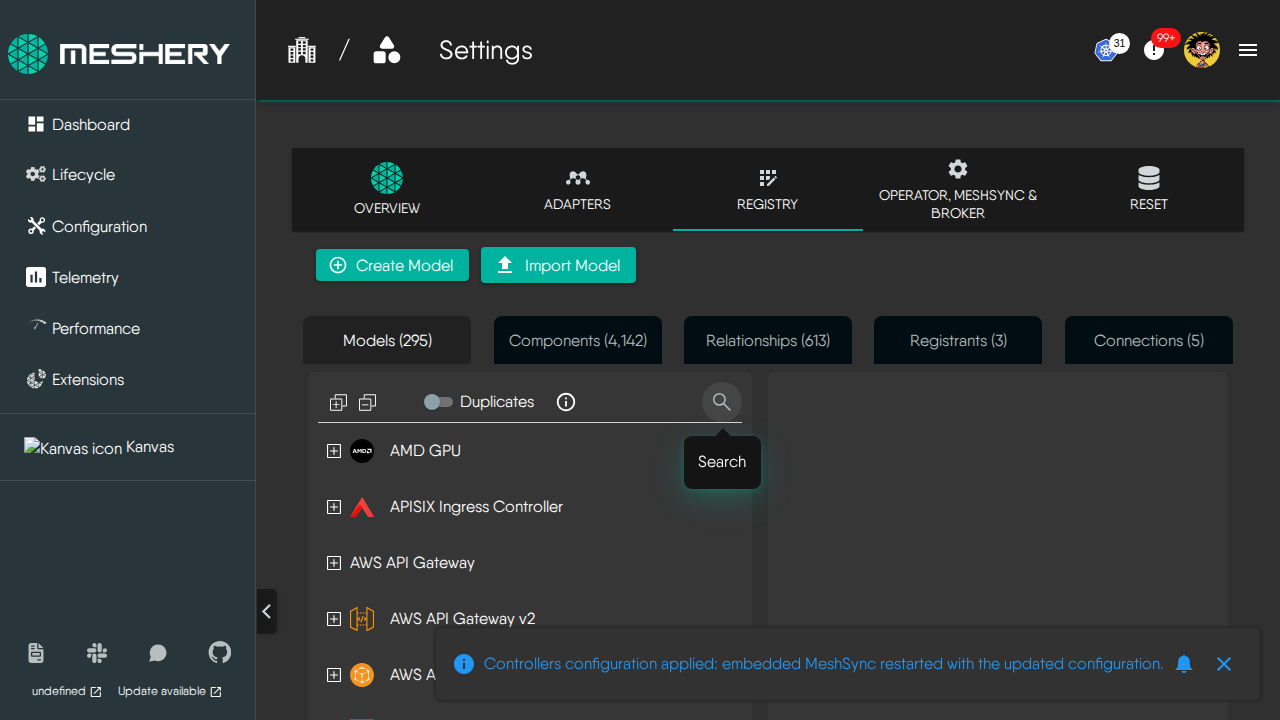 MESHERY
Settings
31
99+
Dashboard
Lifecycle
Configuration
Telemetry
Performance
Extensions
Kanvas icon Kanvas
undefined
Update available
OVERVIEW
ADAPTERS
REGISTRY
OPERATOR, MESHSYNC &
BROKER
RESET
Create Model
Import Model
Models (295)
Components (4,142)
Relationships (613)
Registrants (3)
Connections (5)
Duplicates
Search
AMD
AMD GPU
APISIX Ingress Controller
AWS API Gateway
AWS API Gateway v2
AWS A
Controllers configuration applied: embedded MeshSync restarted with the updated configuration.